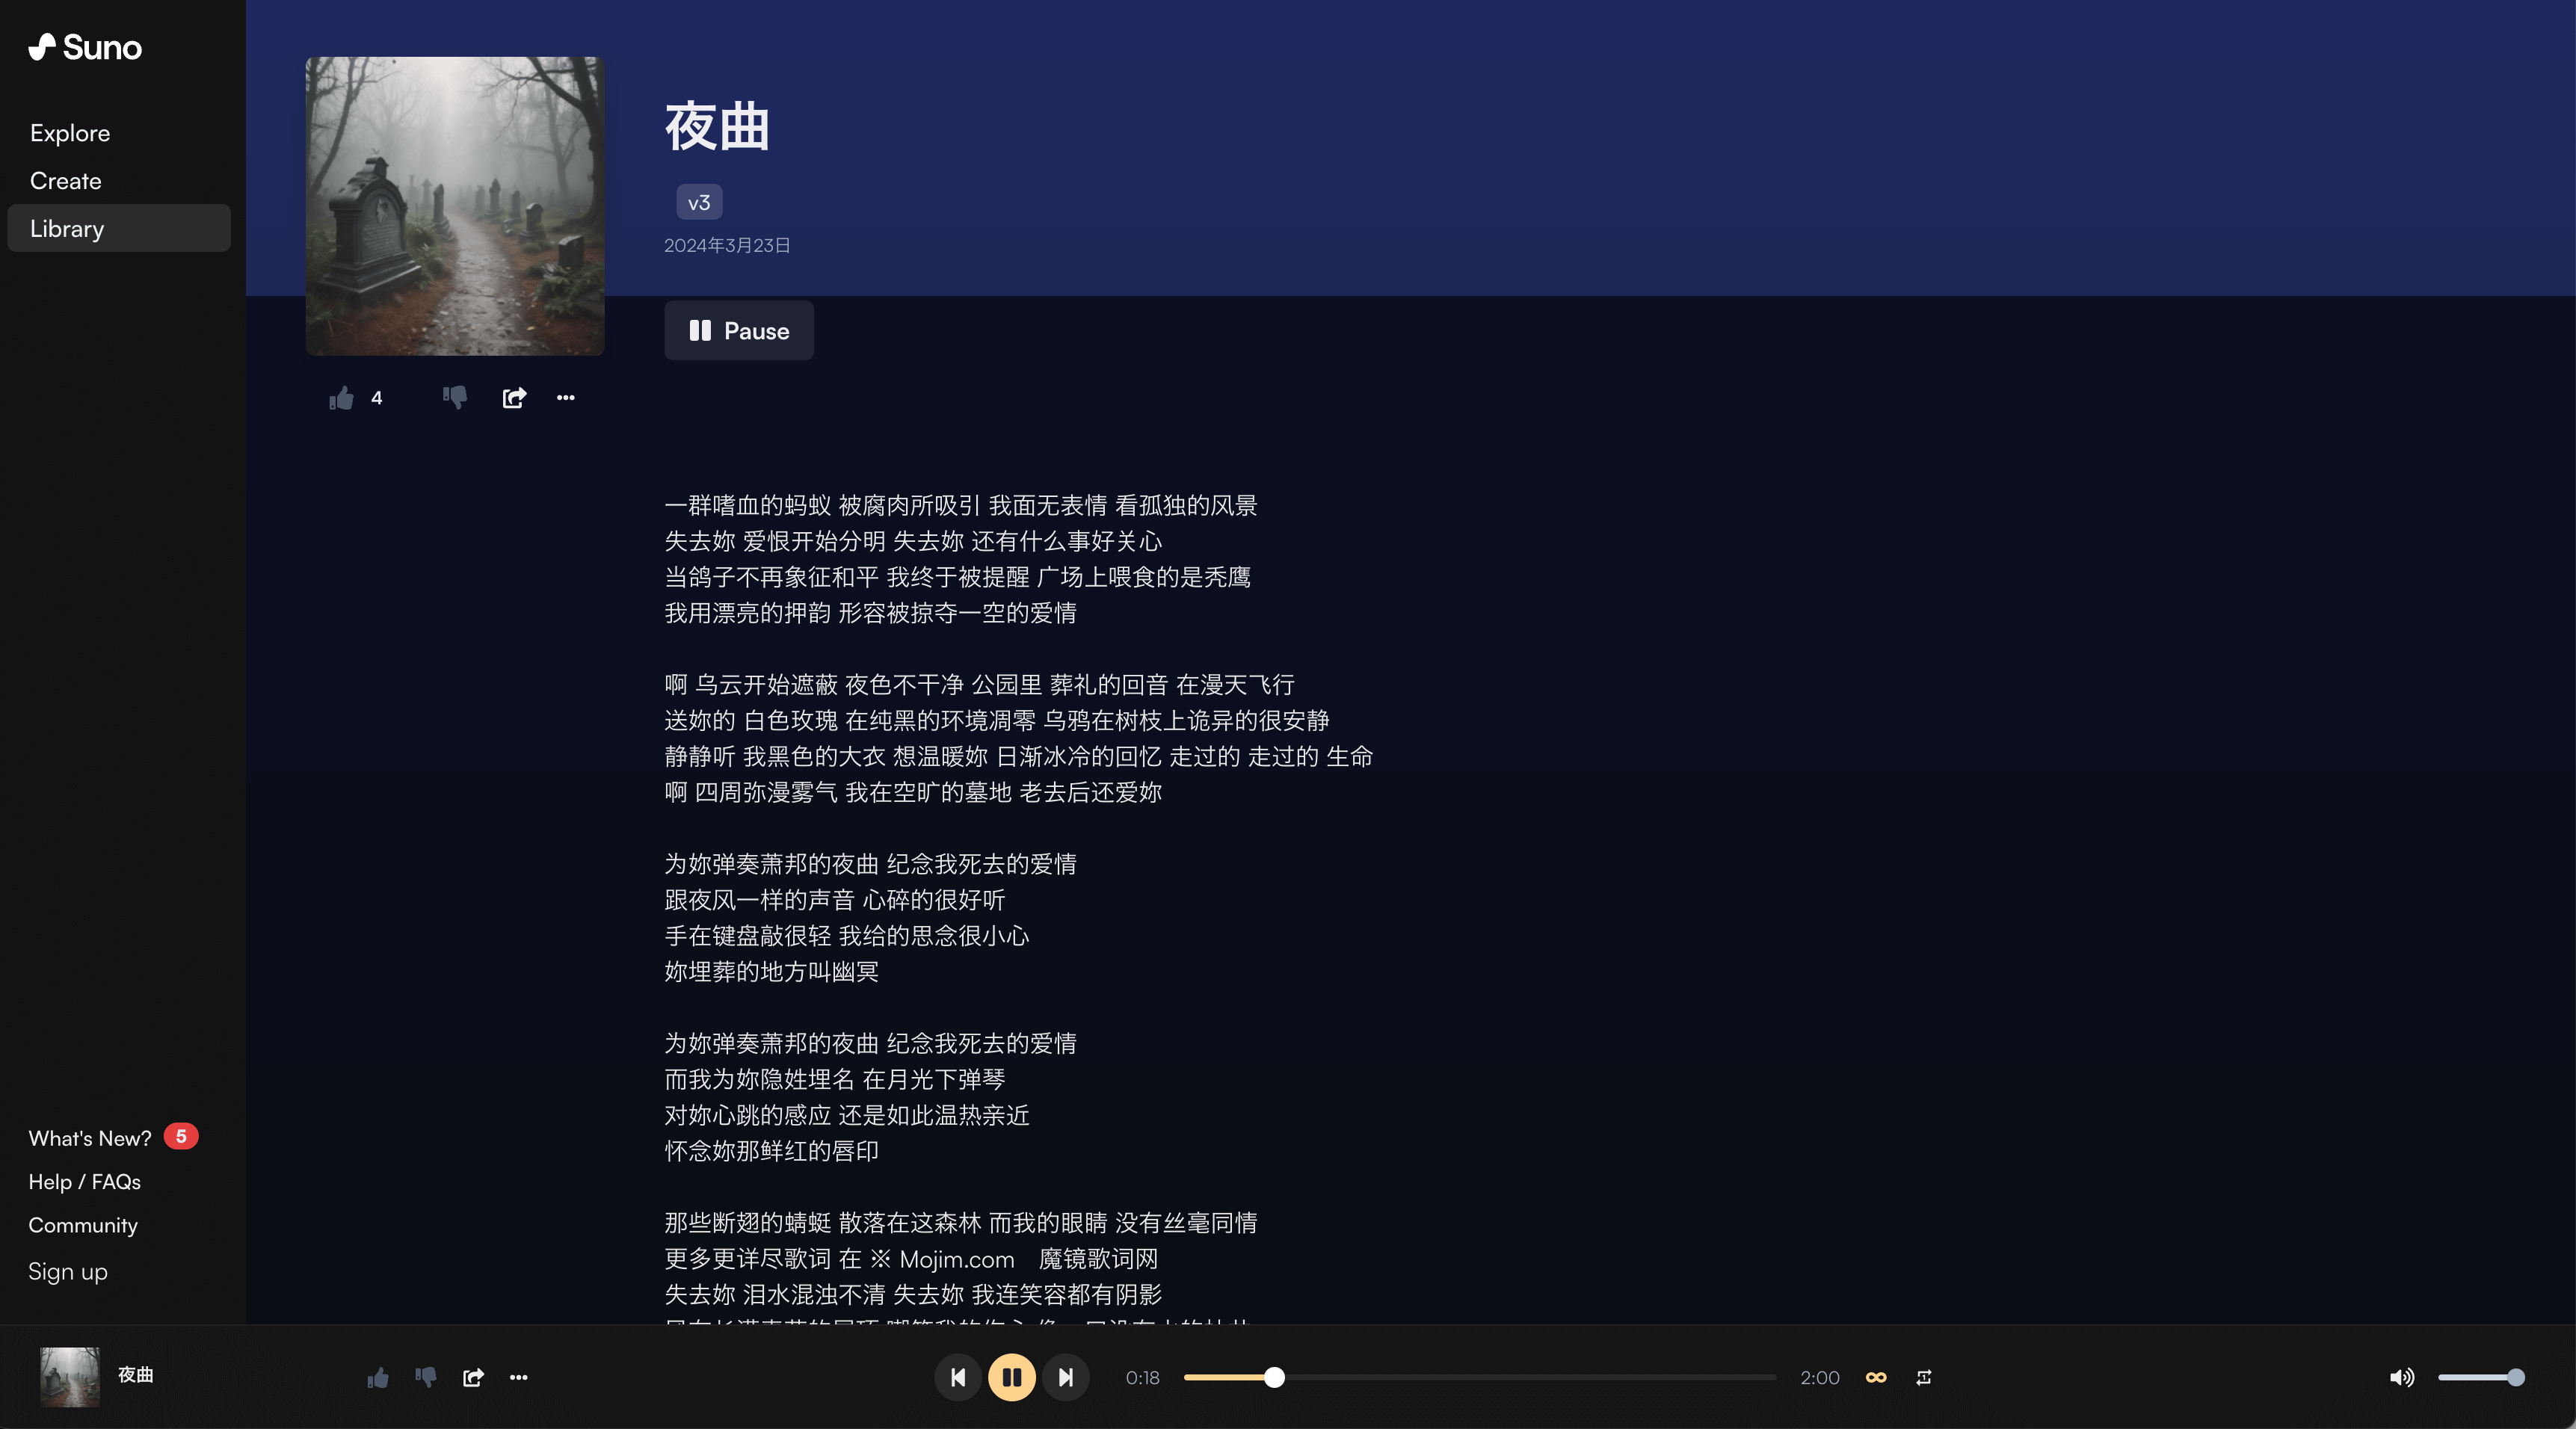 Suno
Explore
Create
Library
夜曲
v3
2024年3月23日
Pause
4
一群嗜血的蚂蚁 被腐肉所吸引 我面无表情 看孤独的风景
失去妳 爱恨开始分明 失去妳 还有什么事好关心
当鸽子不再象征和平 我终于被提醒 广场上喂食的是秃鹰
我用漂亮的押韵 形容被掠夺一空的爱情
啊 乌云开始遮蔽 夜色不干净 公园里 葬礼的回音 在漫天飞行
送妳的 白色玫瑰 在纯黑的环境凋零 乌鸦在树枝上诡异的很安静
静静听 我黑色的大衣 想温暖妳 日渐冰冷的回忆 走过的 走过的 生命
啊 四周弥漫雾气 我在空旷的墓地 老去后还爱妳
为妳弹奏萧邦的夜曲 纪念我死去的爱情
跟夜风一样的声音 心碎的很好听
手在键盘敲很轻 我给的思念很小心
妳埋葬的地方叫幽冥
为妳弹奏萧邦的夜曲 纪念我死去的爱情
而我为妳隐姓埋名 在月光下弹琴
对妳心跳的感应 还是如此温热亲近
怀念妳那鲜红的唇印
那些断翅的蜻蜓 散落在这森林 而我的眼睛 没有丝毫同情
更多更详尽歌词 在 ※ Mojim.com　魔镜歌词网
失去妳 泪水混浊不清 失去妳 我连笑容都有阴影
What's New? 5
Help / FAQs
Community
Sign up
夜曲
0:18
2:00